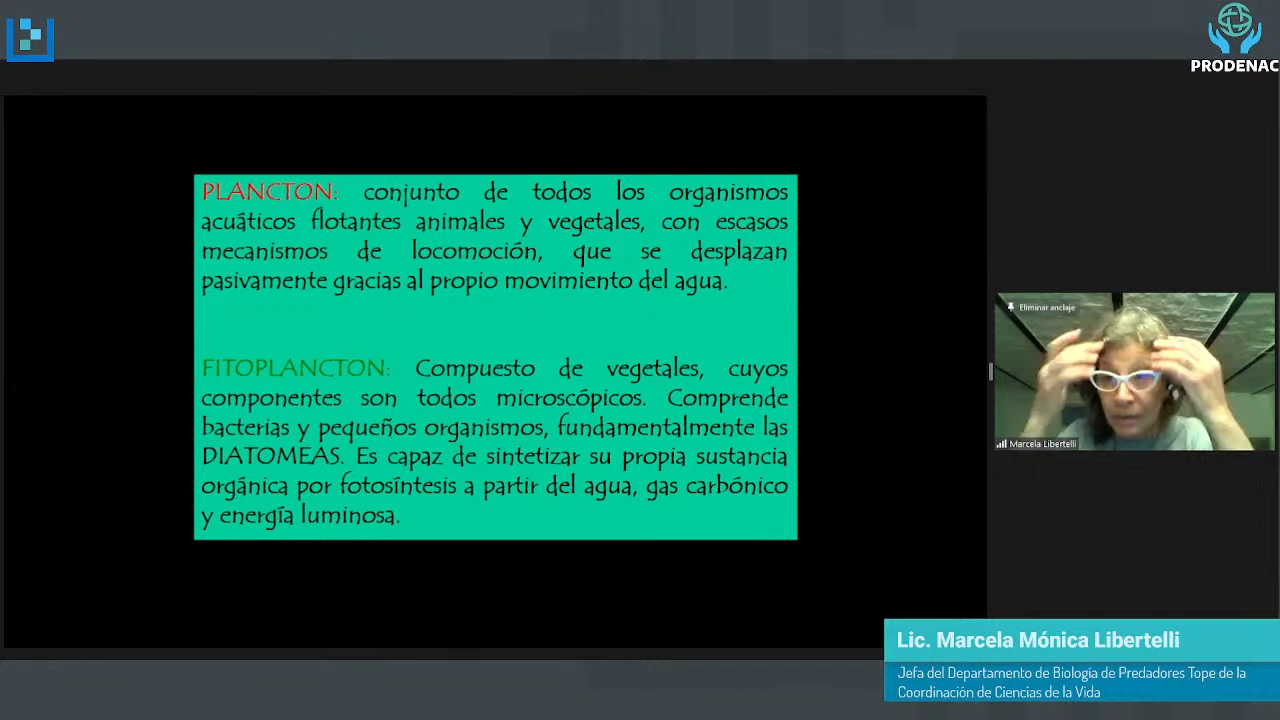 PRODENAC
PLANCTON: conjunto de todos los organismos
acuáticos flotantes animales y vegetales, con escasos
mecanismos de locomoción, que se desplazan
pasivamente gracias al propio movimiento del agua.
FITOPLANCTON: Compuesto de vegetales, cuyos
componentes son todos microscópicos. Comprende
bacterias y pequeños organismos, fundamentalmente las
DIATOMEAS. Es capaz de sintetizar su propia sustancia
orgánica por fotosíntesis a partir del agua, gas carbónico
y energía luminosa.
Eliminar anclaje
Marcela Libertelli
Lic. Marcela Mónica Libertelli
Jefa del Departamento de Biología de Predadores Tope de la
Coordinación de Ciencias de la Vida